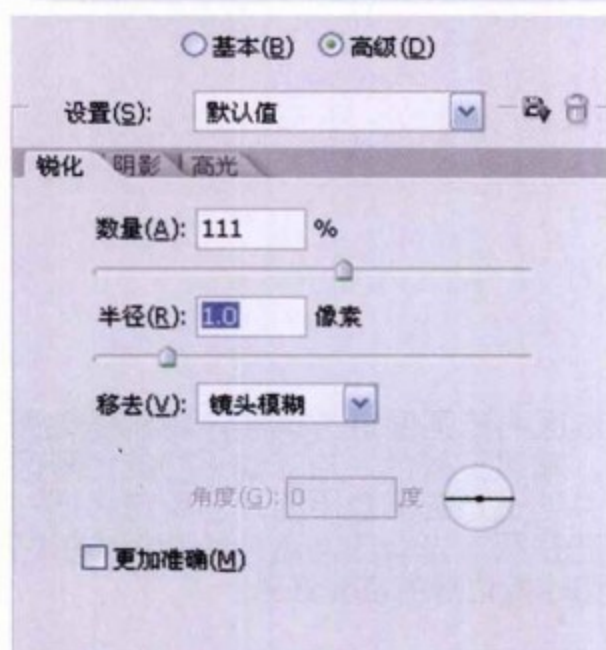 基本(B) 高级(D)
设置(S): 默认值
锐化 阴影 高光
数量(A): 111 %
半径(R): 1.0 像素
移去(V): 镜头模糊
角度(G): 0 度
更加准确(M)